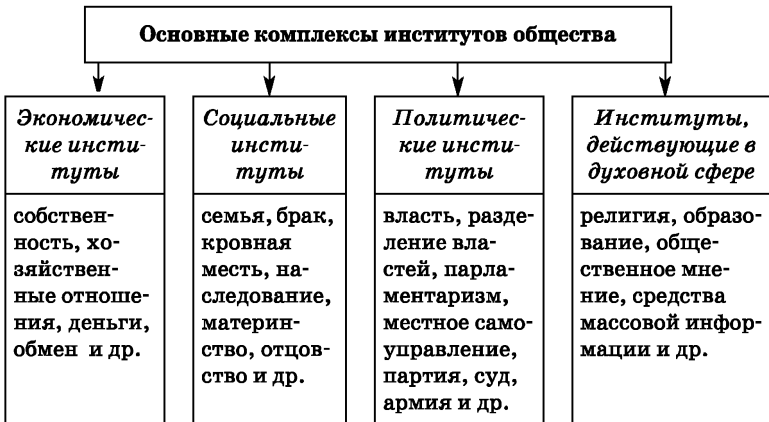 Основные комплексы институтов общества
Экономичес-
кие инсти-
туты
собствен-
ность, хо-
зяйствен-
ные отноше-
ния, деньги,
обмен и др.
Социальные
инсти-
туты
семья, брак,
кровная
месть, на-
следование,
материн-
ство, отцов-
ство и др.
Политичес-
кие инсти-
туты
власть, разде-
ление влас-
тей, парла-
ментаризм,
местное само-
управление,
партия, суд,
армия и др.
Институты,
действующие в
духовной сфере
религия, образо-
вание, обще-
ственное мне-
ние, средства
массовой инфор-
мации и др.